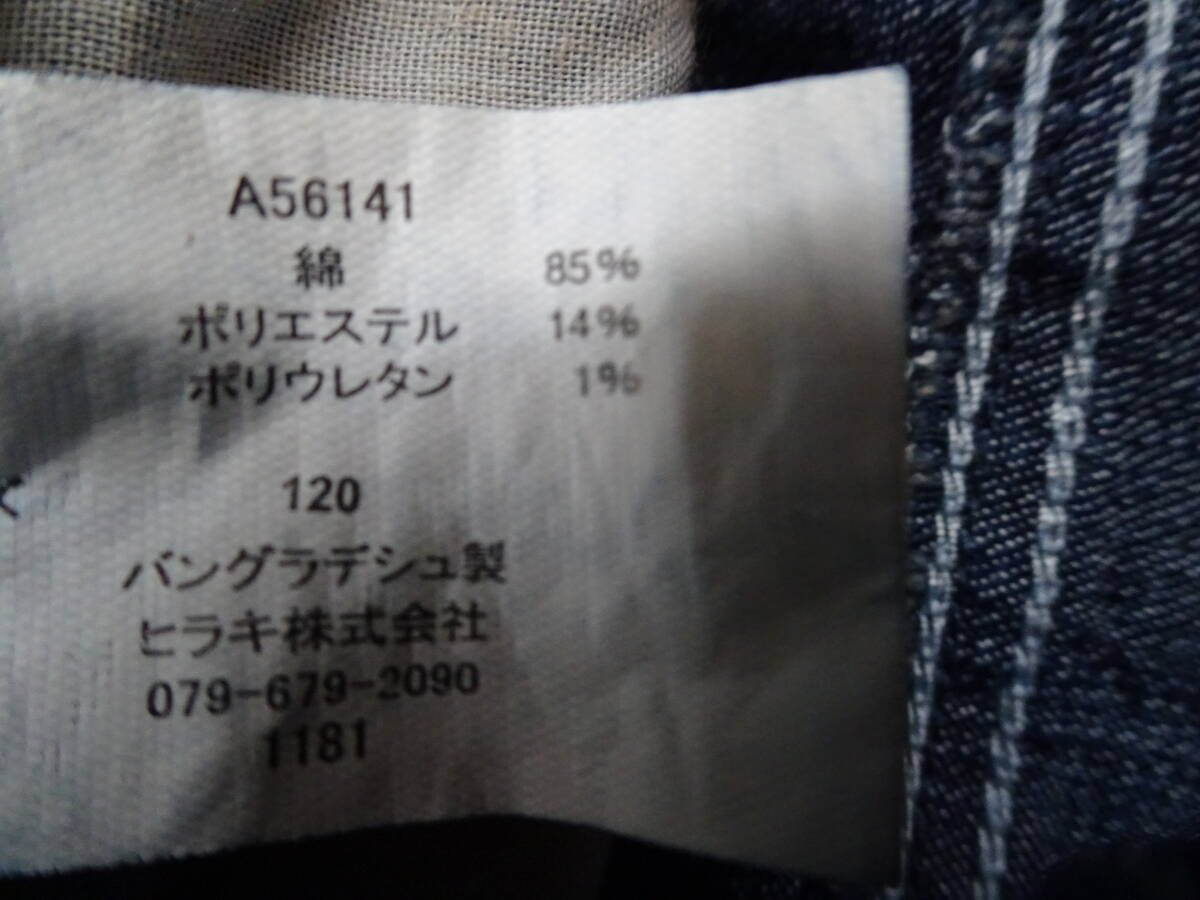 A56141
綿 85%
ポリエステル 14%
ポリウレタン 1%
120
バングラデシュ製
ヒラキ株式会社
079-679-2090
1181